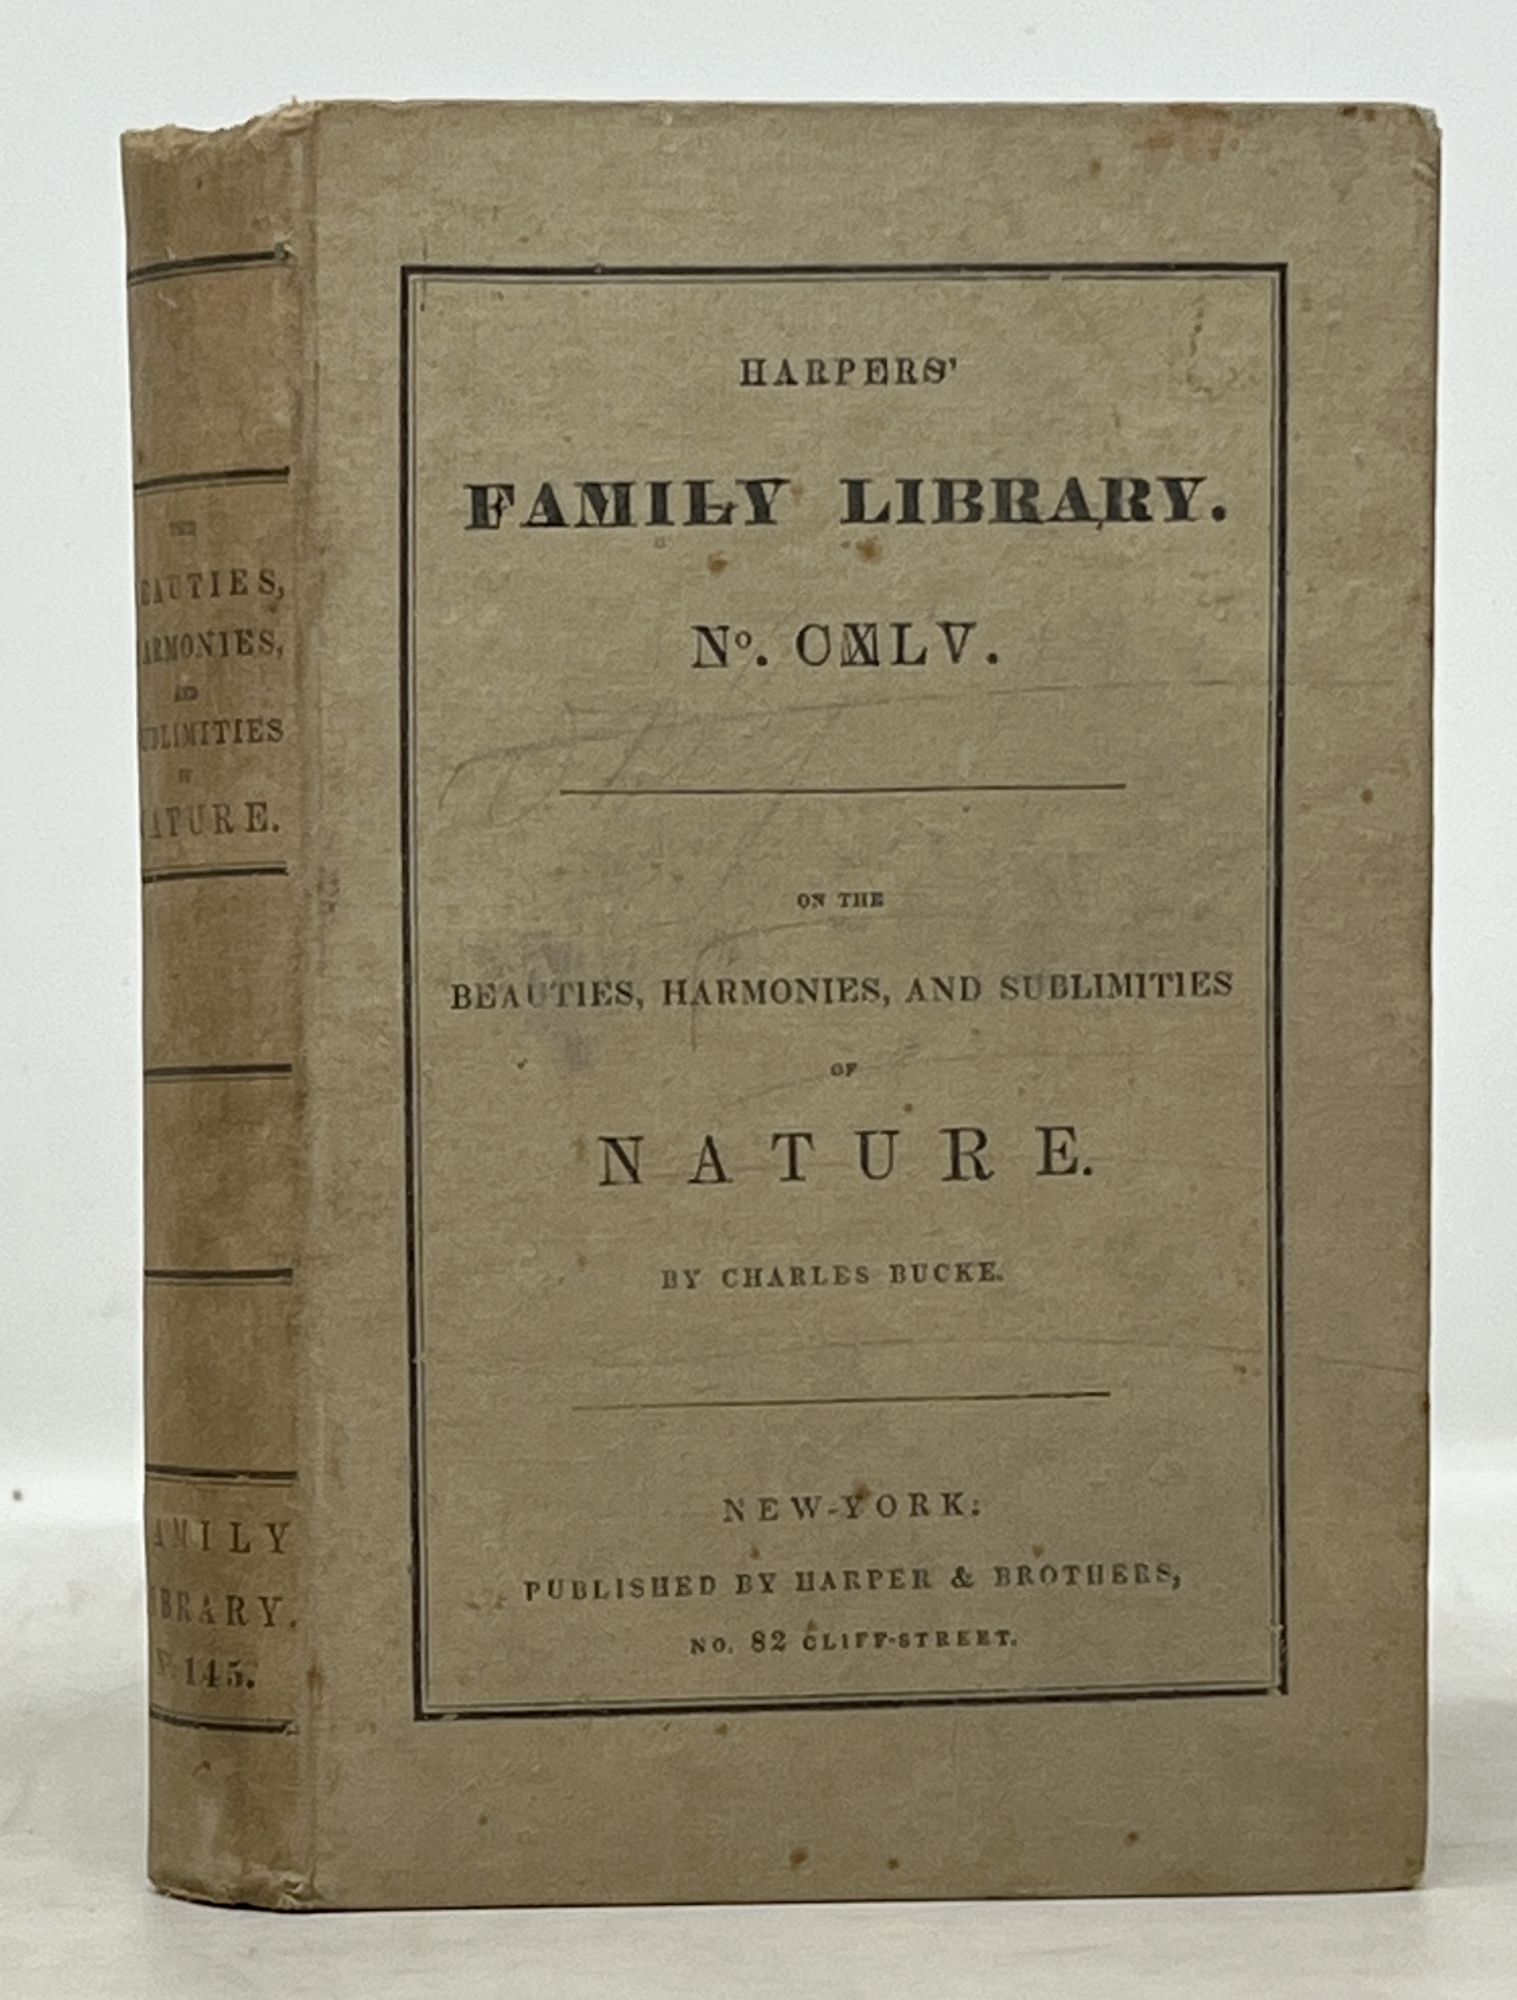 HARPERS'
FAMILY LIBRARY.
Nº. CXLV.
ON THE
BEAUTIES, HARMONIES, AND SUBLIMITIES
OF
NATURE.
BY CHARLES BUCKE.
NEW-YORK:
PUBLISHED BY HARPER & BROTHERS,
NO. 82 CLIFF-STREET.
THE
BEAUTIES,
HARMONIES,
AND
SUBLIMITIES
OF
NATURE.
FAMILY
LIBRARY.
Nº. 145.